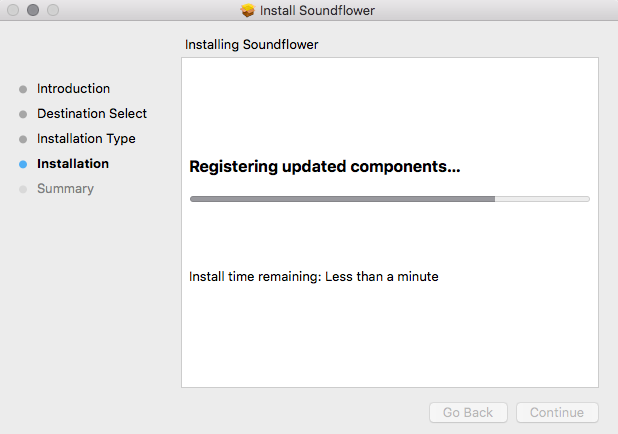 Install Soundflower
Installing Soundflower
Introduction
Destination Select
Installation Type
Installation
Summary
Registering updated components...
Install time remaining: Less than a minute
Go Back
Continue